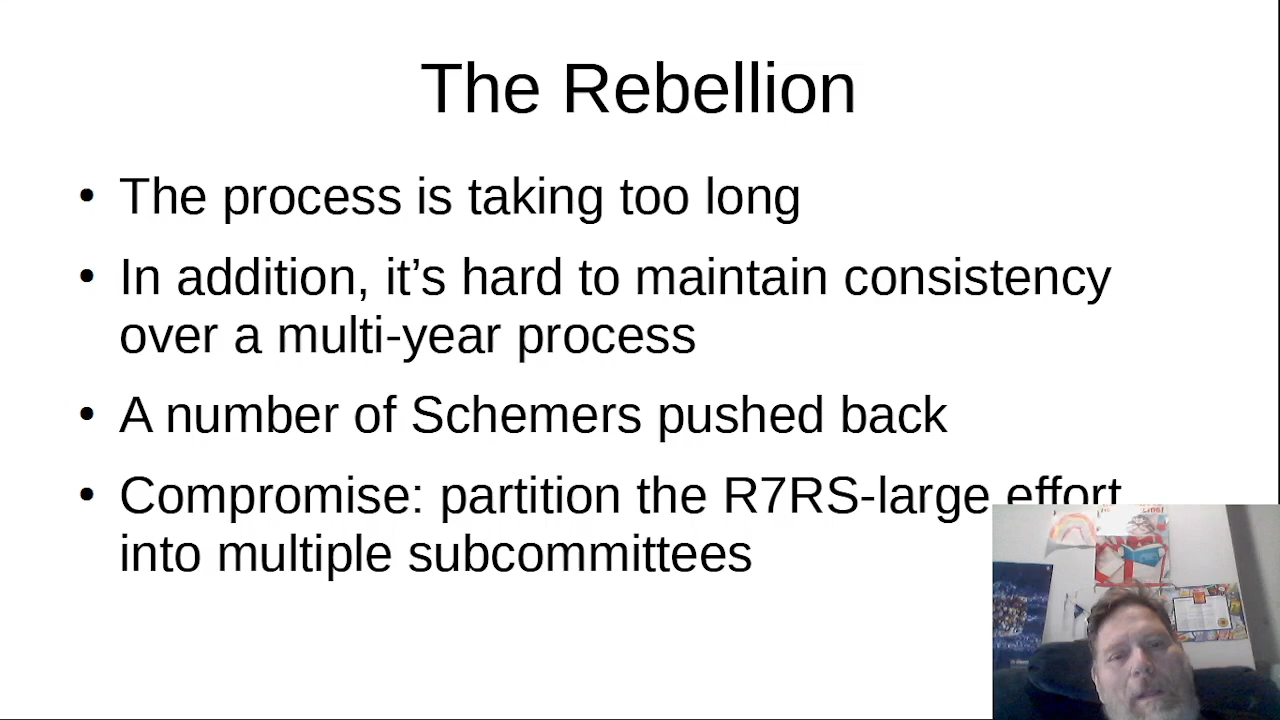 The Rebellion
• The process is taking too long
• In addition, it’s hard to maintain consistency
over a multi-year process
• A number of Schemers pushed back
• Compromise: partition the R7RS-large effort
into multiple subcommittees